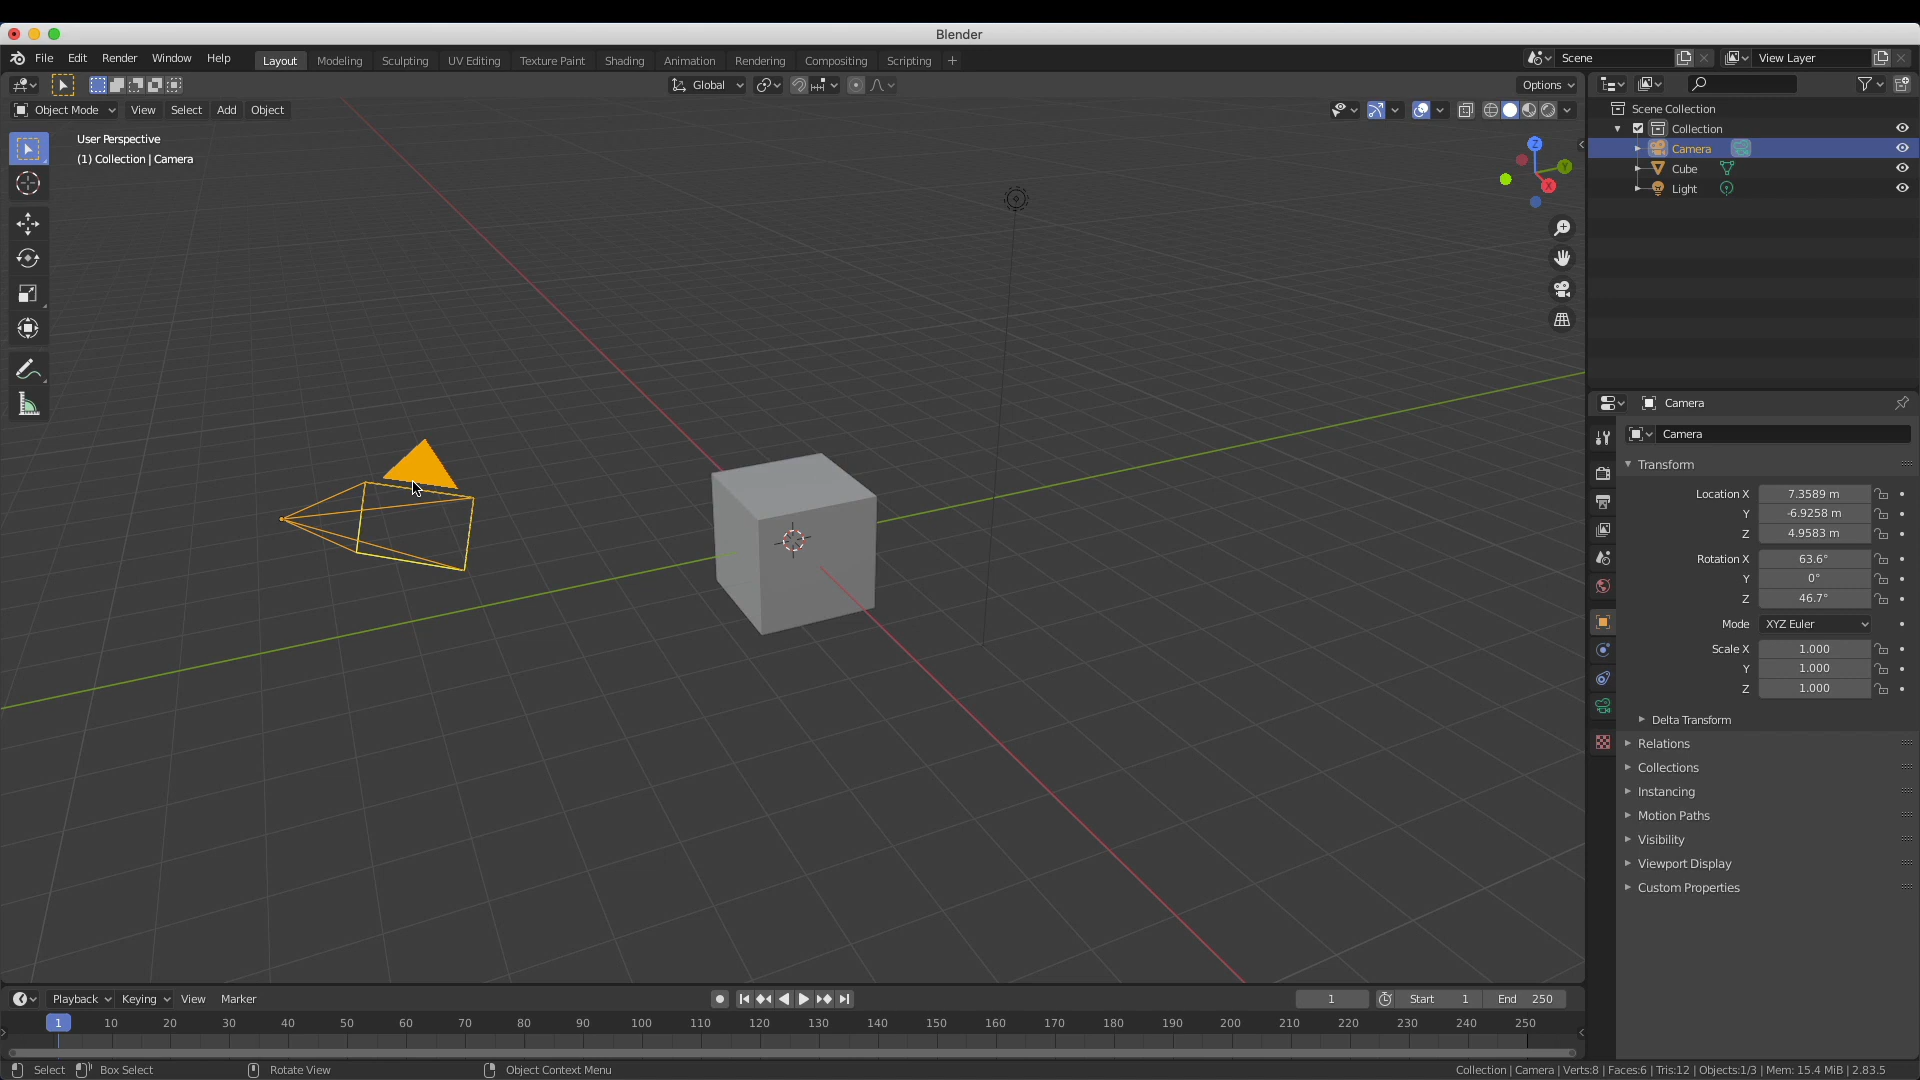 Blender
File Edit Render Window Help Layout Modeling Sculpting UV Editing Texture Paint Shading Animation Rendering Compositing Scripting + Scene View Layer
Global Options
Object Mode View Select Add Object
User Perspective
(1) Collection | Camera
Z
Y
X
Scene Collection
Collection
Camera
Cube
Light
Camera
Camera
Transform
Location X 7.3589 m
Y -6.9258 m
Z 4.9583 m
Rotation X 63.6°
Y 0°
Z 46.7°
Mode XYZ Euler
Scale X 1.000
Y 1.000
Z 1.000
Delta Transform
Relations
Collections
Instancing
Motion Paths
Visibility
Viewport Display
Custom Properties
Playback Keying View Marker 1 Start 1 End 250
1 10 20 30 40 50 60 70 80 90 100 110 120 130 140 150 160 170 180 190 200 210 220 230 240 250
Select Box Select Rotate View Object Context Menu Collection | Camera | Verts:8 | Faces:6 | Tris:12 | Objects:1/3 | Mem: 15.4 MiB | 2.83.5